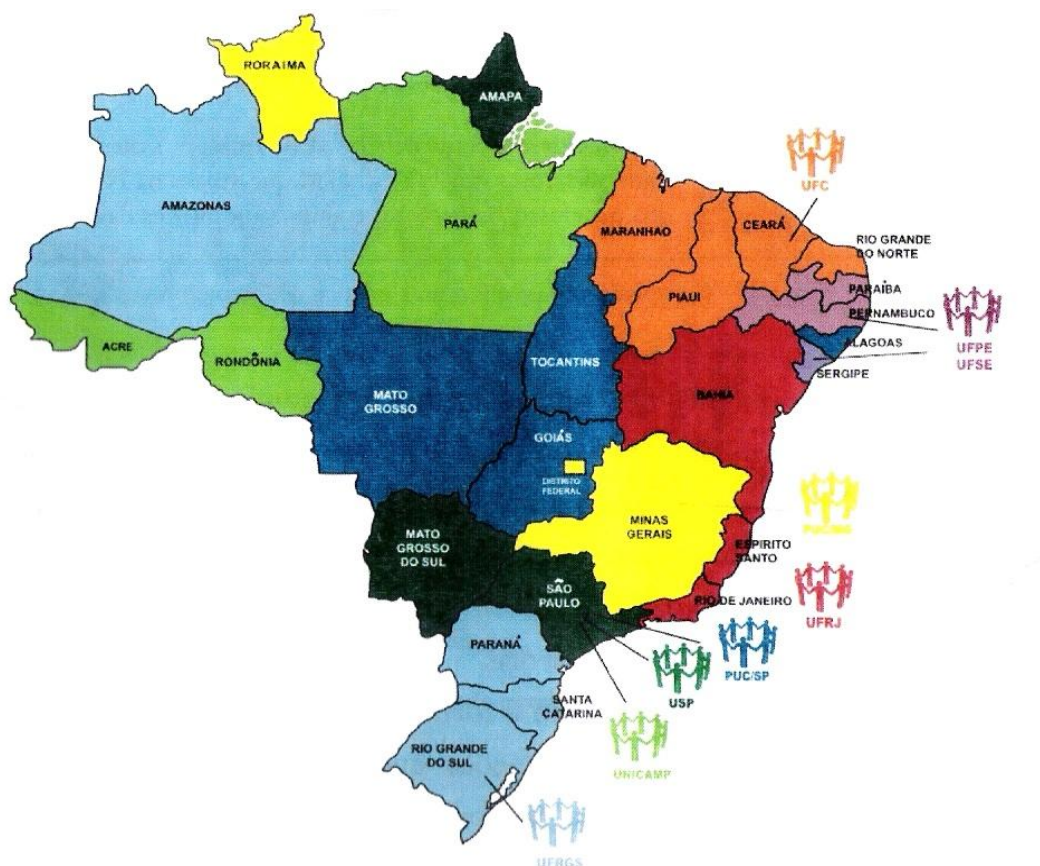 RORAIMA
AMAPA
AMAZONAS
PARÁ
UFC
MARANHAO
CEARÁ
RIO GRANDE
DO NORTE
PIAUI
PARAÍBA
PERNAMBUCO
UFPE
UFSE
ALAGOAS
SERGIPE
ACRE
RONDÔNIA
TOCANTINS
MATO
GROSSO
BAHIA
GOIÁS
DISTRITO
FEDERAL
MINAS
GERAIS
PUC/MG
ESPIRITO
SANTO
MATO
GROSSO
DO SUL
SÃO
PAULO
RIO DE JANEIRO
UFRJ
PARANÁ
PUC/SP
USP
SANTA
CATARINA
RIO GRANDE
DO SUL
UNICAMP
UFRGS